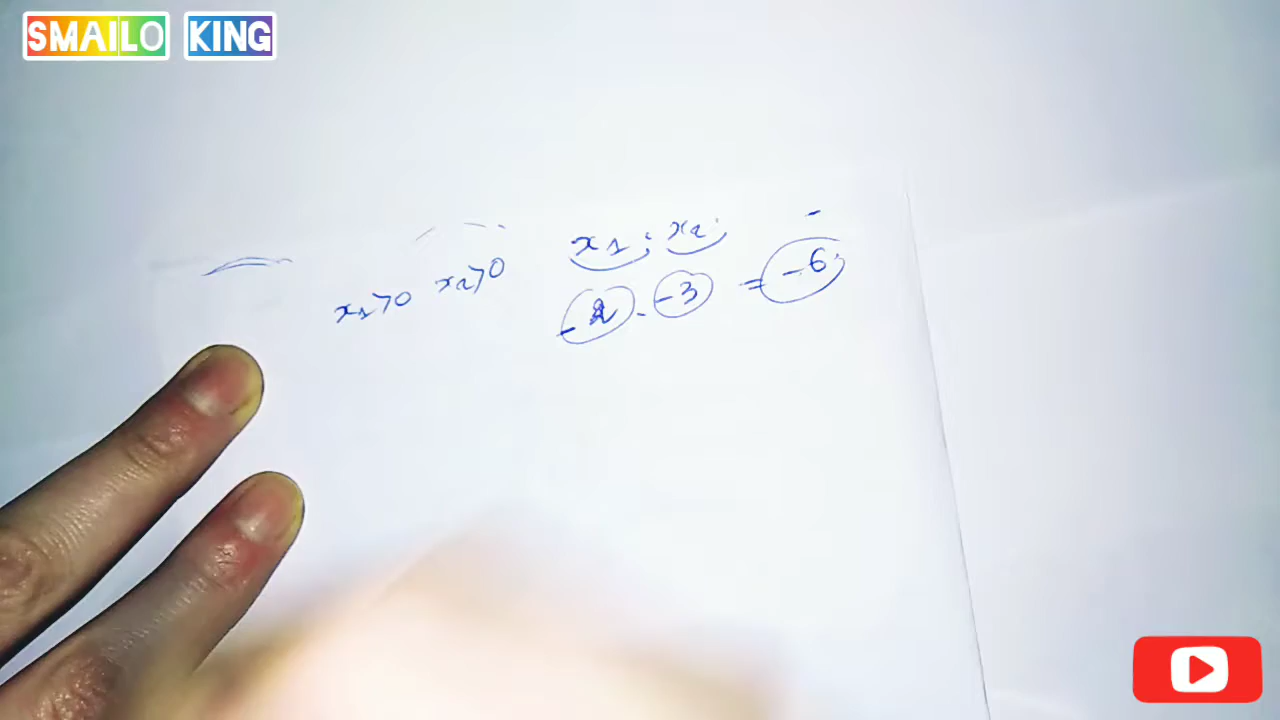 SMAILO KING
x₁ ; x₂
x₁>0 x₂>0
-2 . -3 = -6